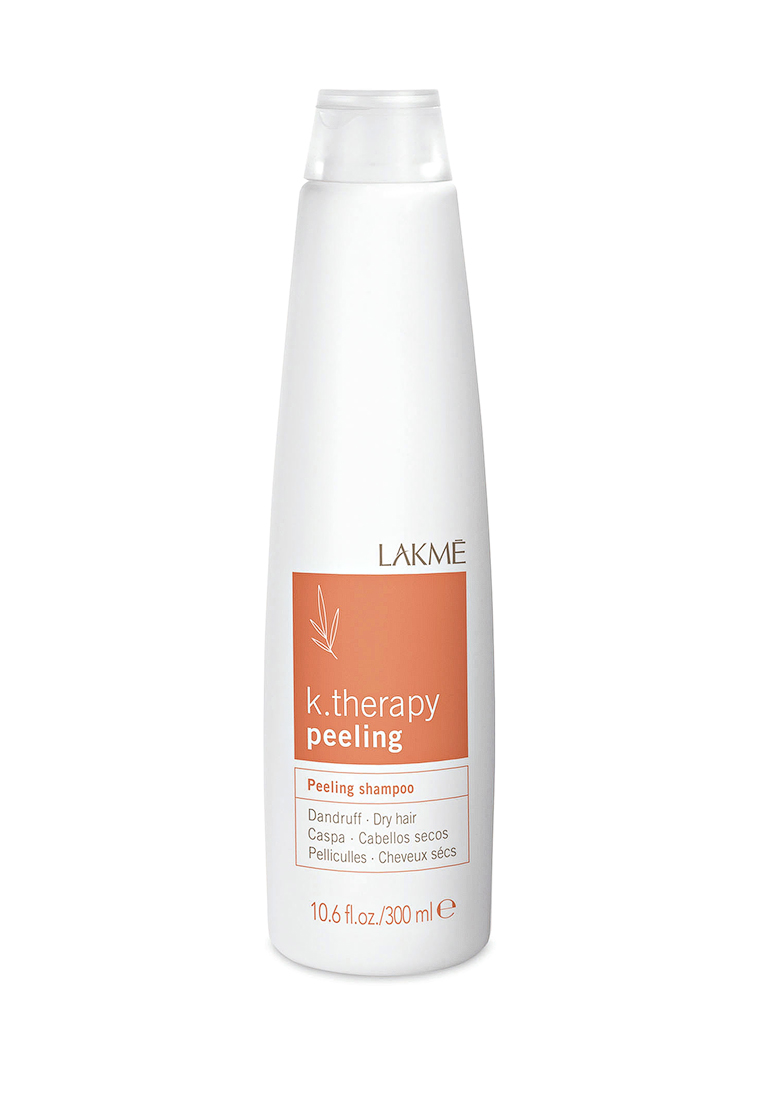 LAKMĒ
k.therapy
peeling
Peeling shampoo
Dandruff · Dry hair
Caspa · Cabellos secos
Pelliculles · Cheveux sécs
10.6 fl.oz./300 ml ℮